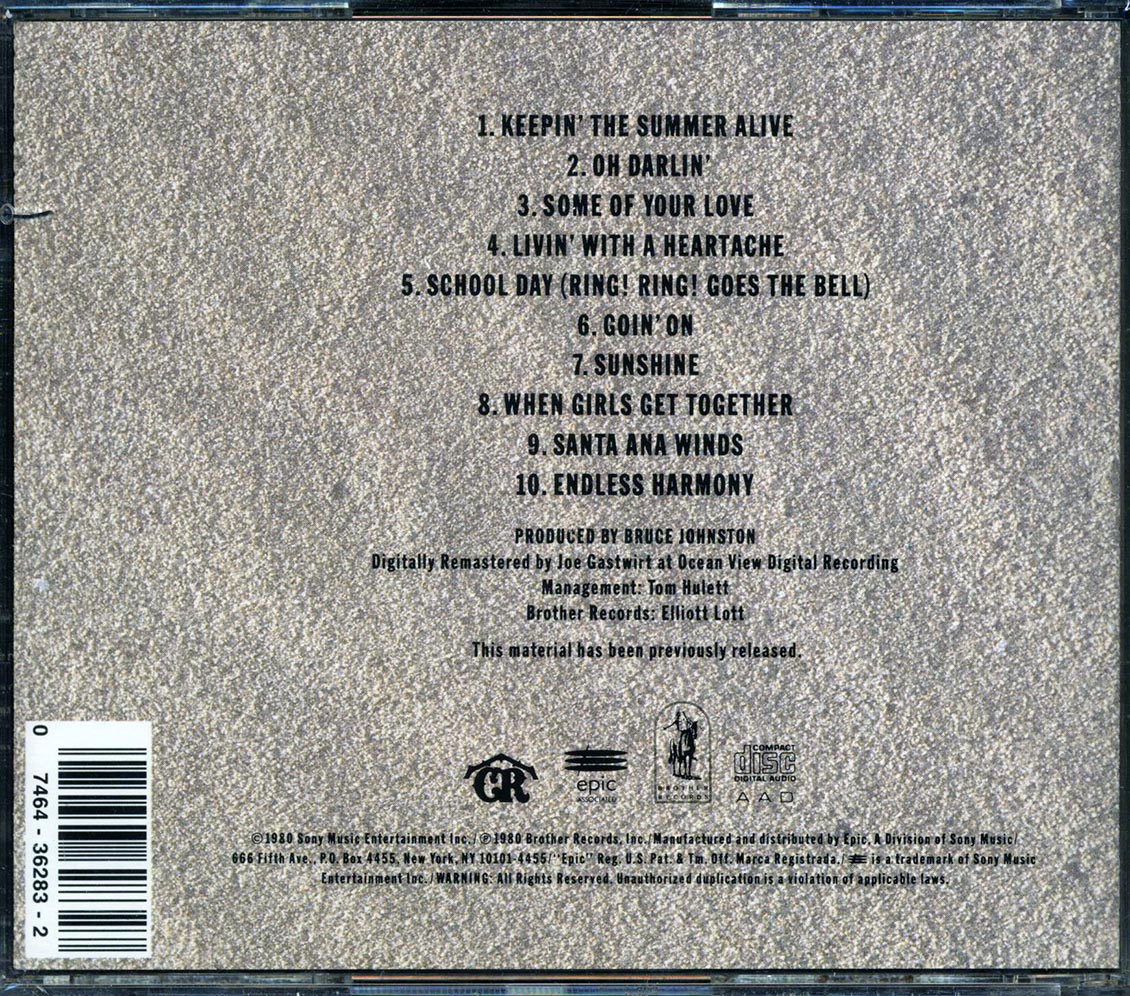 1. KEEPIN' THE SUMMER ALIVE
2. OH DARLIN'
3. SOME OF YOUR LOVE
4. LIVIN' WITH A HEARTACHE
5. SCHOOL DAY (RING! RING! GOES THE BELL)
6. GOIN' ON
7. SUNSHINE
8. WHEN GIRLS GET TOGETHER
9. SANTA ANA WINDS
10. ENDLESS HARMONY
PRODUCED BY BRUCE JOHNSTON
Digitally Remastered by Joe Gastwirt at Ocean View Digital Recording
Management: Tom Hulett
Brother Records: Elliott Lott
This material has been previously released.
CR
epic
ASSOCIATED
BROTHER
RECORDS
COMPACT
disc
DIGITAL AUDIO
AAD
©1980 Sony Music Entertainment Inc./℗1980 Brother Records, Inc./Manufactured and distributed by Epic, A Division of Sony Music/
666 Fifth Ave., P.O. Box 4455, New York, NY 10101-4455/"Epic" Reg. U.S. Pat. & Tm. Off. Marca Registrada./ is a trademark of Sony Music
Entertainment Inc./WARNING: All Rights Reserved. Unauthorized duplication is a violation of applicable laws.
0 7464-36283-2